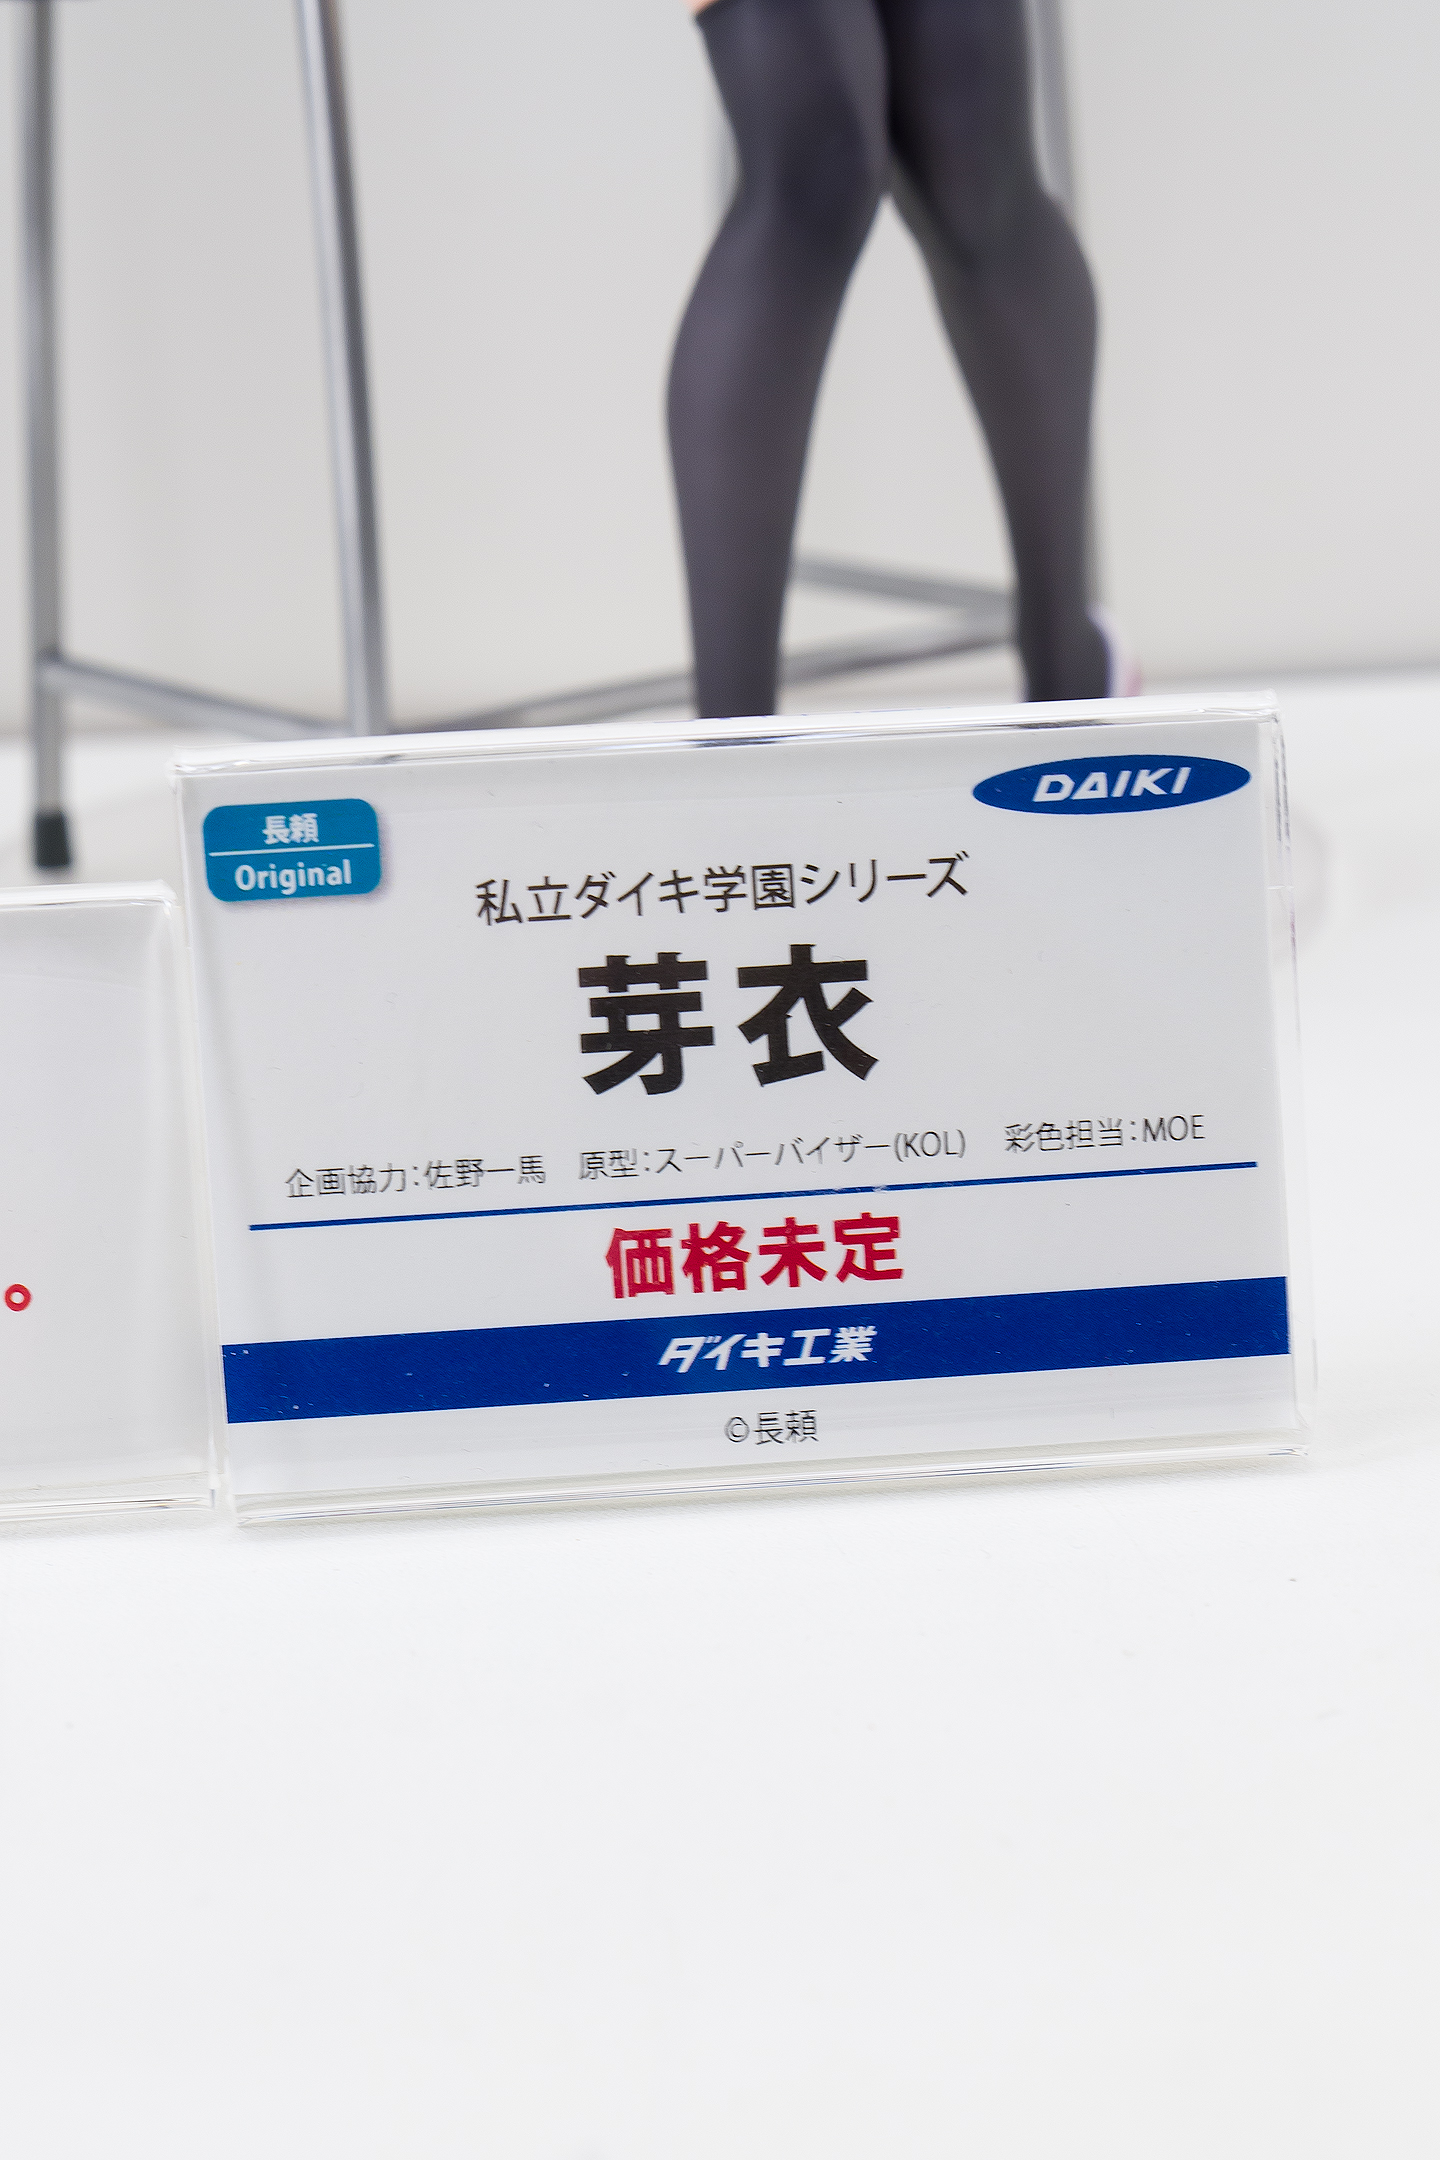 DAIKI
長頼
Original
私立ダイキ学園シリーズ
芽衣
企画協力:佐野一馬 原型:スーパーバイザー(KOL) 彩色担当:MOE
価格未定
ダイキ工業
©長頼
。